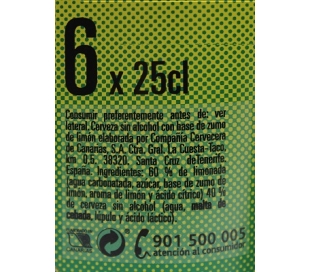 6 x 25cl
Consumir preferentemente antes de: ver
lateral. Cerveza sin alcohol con base de zumo
de limón elaborada por Compañía Cervecera
de Canarias, S.A. Ctra. Gral. La Cuesta-Taco,
km 0,5. 38320, Santa Cruz deTenerife.
España. Ingredientes: 60 % de limonada
(agua carbonatada, azúcar, base de zumo de
limón, aroma de limón y ácido cítrico) 40 %
de cerveza sin alcohol (agua, malta de
cebada, lúpulo y ácido láctico).
901 500 005
atención al consumidor